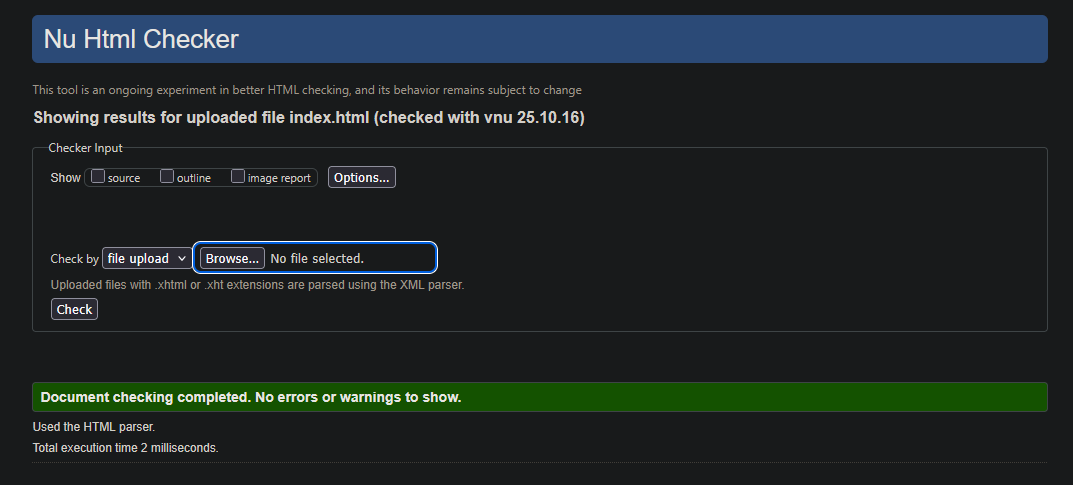 Nu Html Checker
This tool is an ongoing experiment in better HTML checking, and its behavior remains subject to change
Showing results for uploaded file index.html (checked with vnu 25.10.16)
Checker Input
Show source outline image report Options...
Check by file upload Browse... No file selected.
Uploaded files with .xhtml or .xht extensions are parsed using the XML parser.
Check
Document checking completed. No errors or warnings to show.
Used the HTML parser.
Total execution time 2 milliseconds.